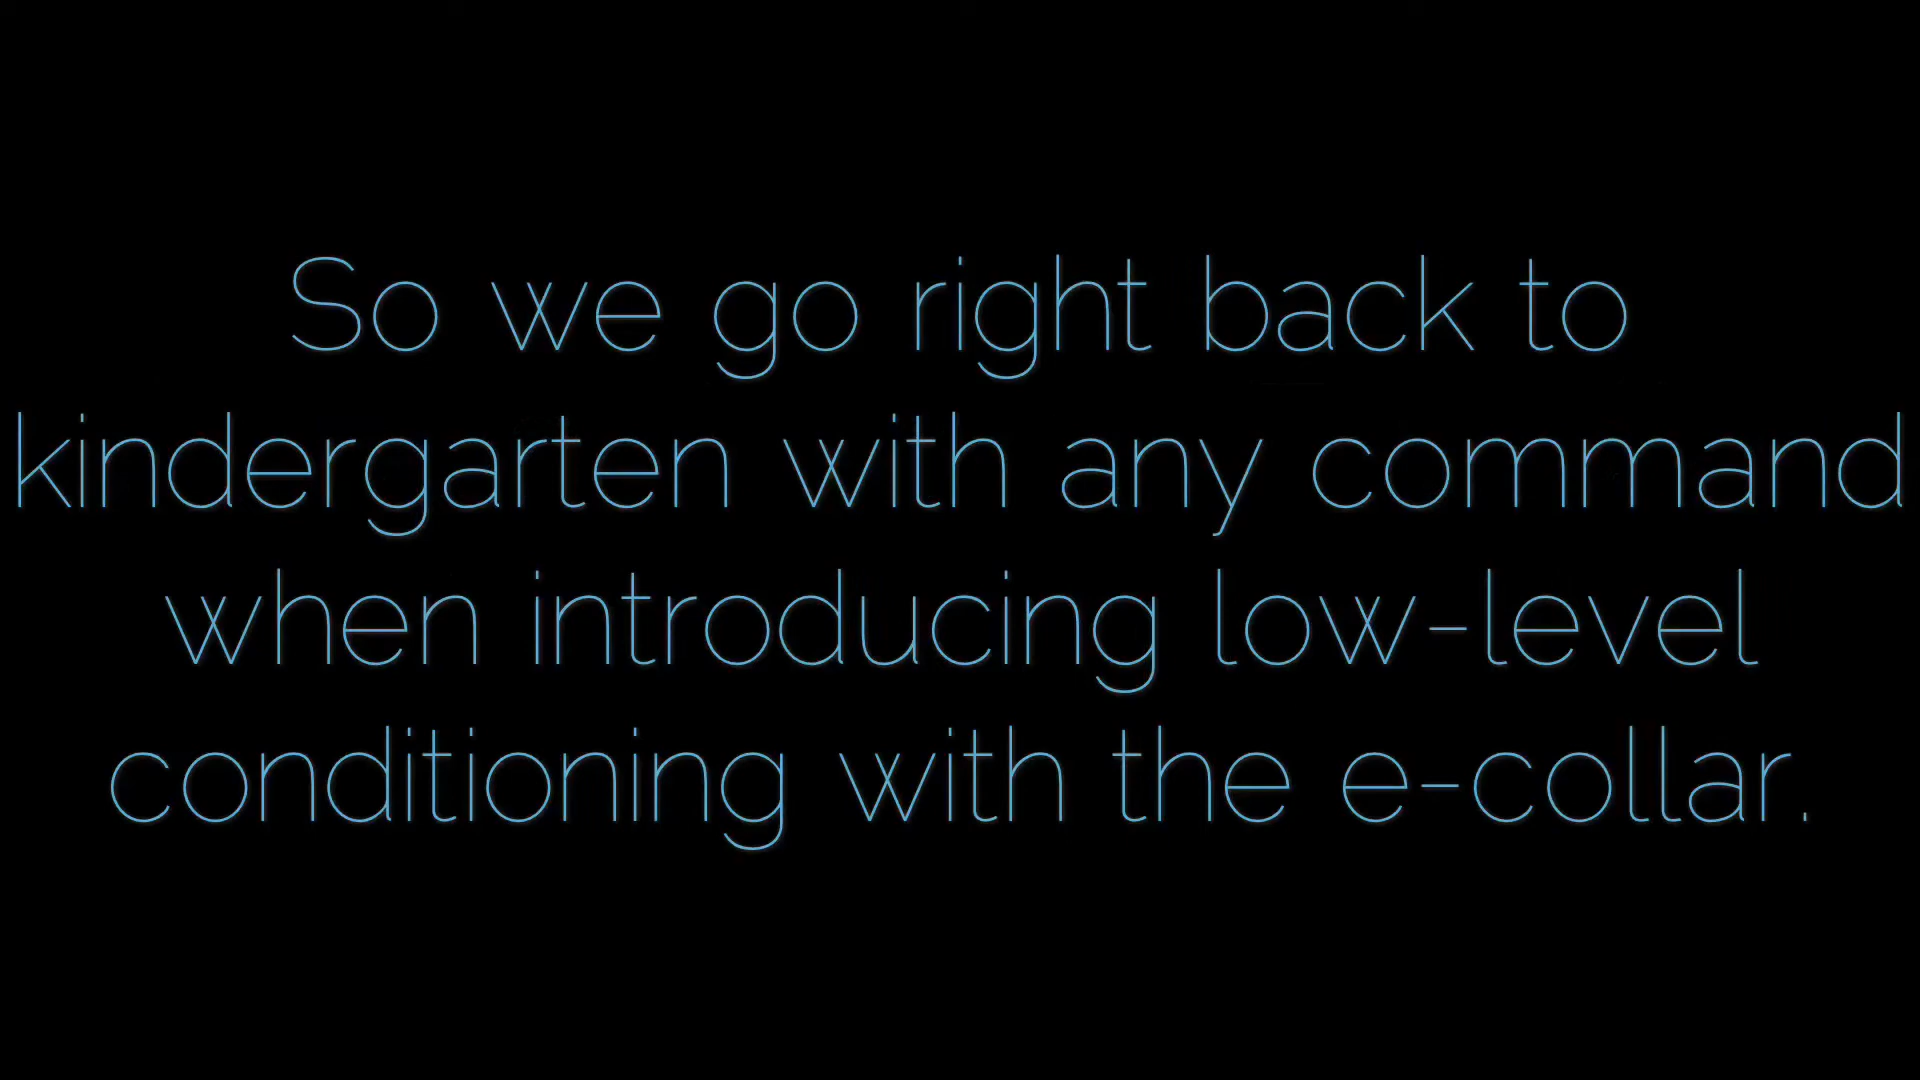 So we go right back to
kindergarten with any command
when introducing low-level
conditioning with the e-collar.